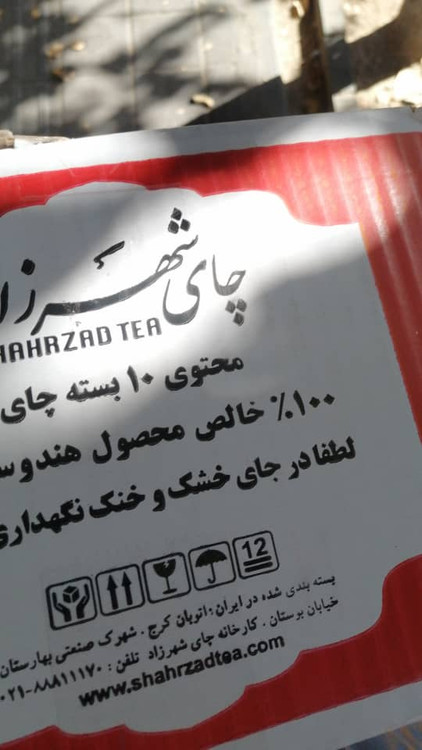 چای شهرزا
HAHRZAD TEA
محتوی ۱۰ بسته چای
۱۰۰٪ خالص محصول هندوس
لطفا در جای خشک و خنک نگهداری
12
بسته بندی شده در ایران : اتوبان کرج . شهرک صنعتی بهارستان
خیابان بوستان . کارخانه چای شهرزاد تلفن : ۰۲۱-۸۸۸۱۱۱۷۰
www.shahrzadtea.com